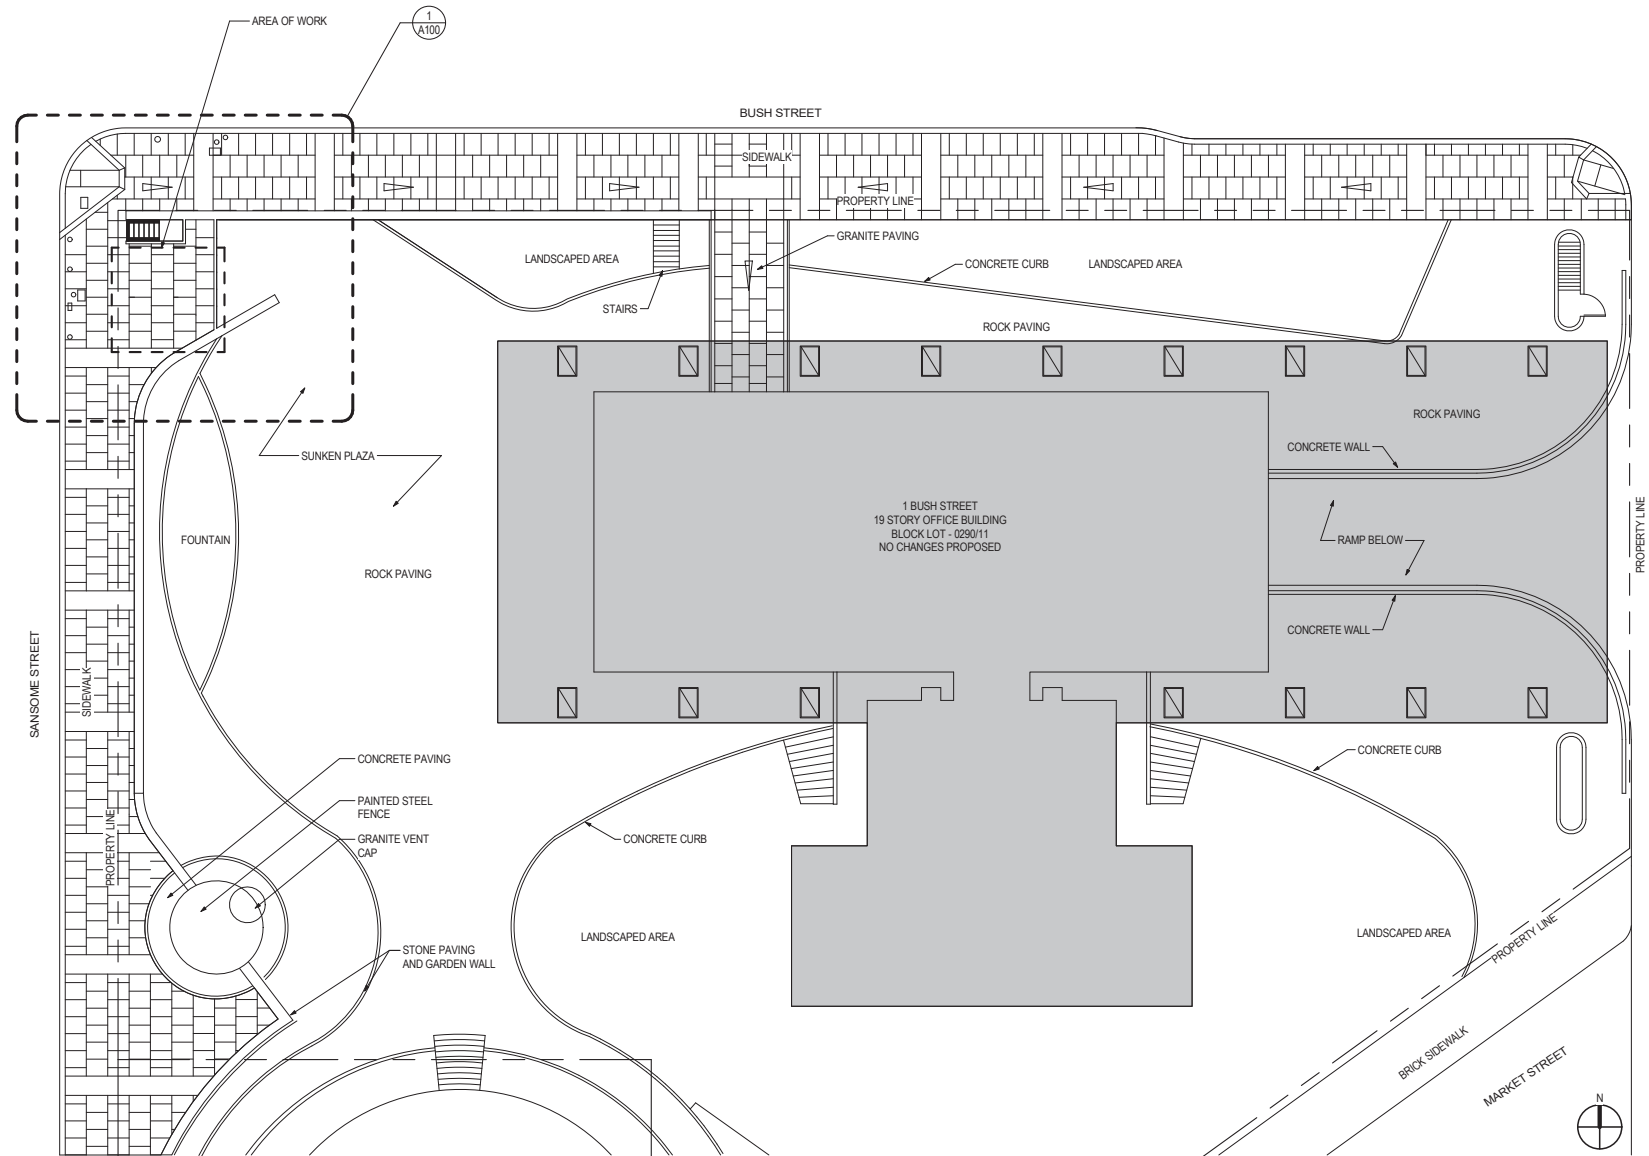 AREA OF WORK
1
A100
BUSH STREET
SIDEWALK
PROPERTY LINE
GRANITE PAVING
LANDSCAPED AREA
CONCRETE CURB
LANDSCAPED AREA
STAIRS
ROCK PAVING
ROCK PAVING
CONCRETE WALL
SUNKEN PLAZA
1 BUSH STREET
19 STORY OFFICE BUILDING
BLOCK LOT - 0290/11
NO CHANGES PROPOSED
FOUNTAIN
RAMP BELOW
PROPERTY LINE
ROCK PAVING
CONCRETE WALL
SANSOME STREET
SIDEWALK
CONCRETE PAVING
CONCRETE CURB
PAINTED STEEL
FENCE
PROPERTY LINE
GRANITE VENT
CAP
CONCRETE CURB
LANDSCAPED AREA
LANDSCAPED AREA
PROPERTY LINE
STONE PAVING
AND GARDEN WALL
BRICK SIDEWALK
MARKET STREET
N